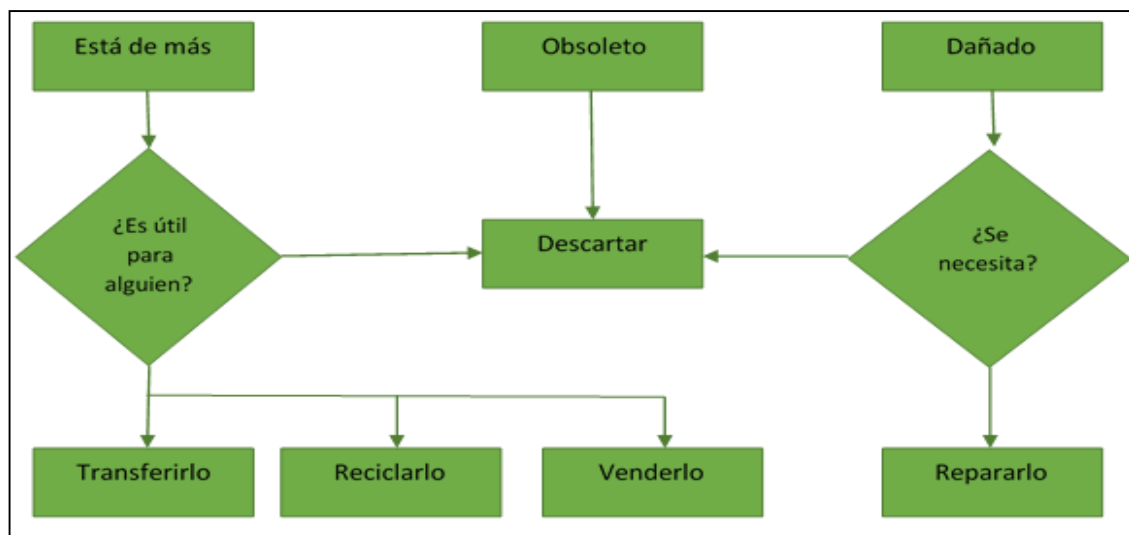 Está de más
Obsoleto
Dañado
¿Es útil
para
alguien?
Descartar
¿Se
necesita?
Transferirlo
Reciclarlo
Venderlo
Repararlo